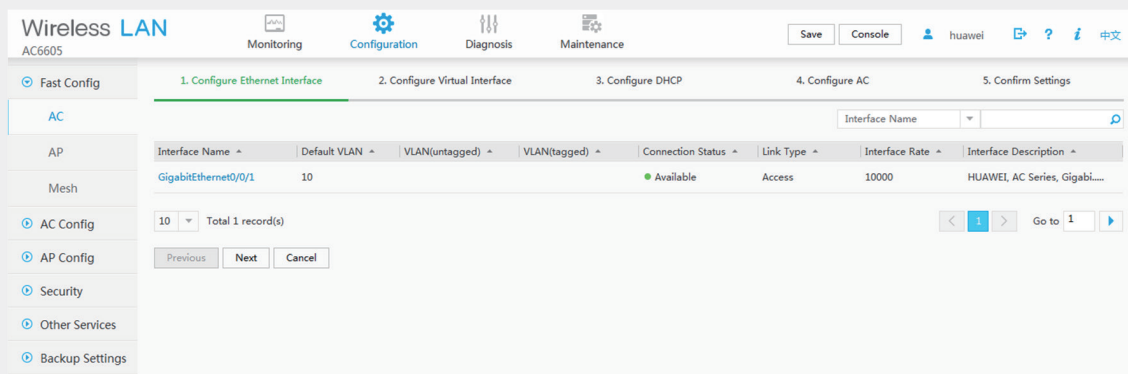 Wireless LAN
AC6605
Monitoring Configuration Diagnosis Maintenance
Save Console huawei ? i 中文
Fast Config
AC
AP
Mesh
AC Config
AP Config
Security
Other Services
Backup Settings
1. Configure Ethernet Interface 2. Configure Virtual Interface 3. Configure DHCP 4. Configure AC 5. Confirm Settings
Interface Name
Interface Name Default VLAN VLAN(untagged) VLAN(tagged) Connection Status Link Type Interface Rate Interface Description
GigabitEthernet0/0/1 10 Available Access 10000 HUAWEI, AC Series, Gigabi.....
10 Total 1 record(s) < 1 > Go to 1
Previous Next Cancel